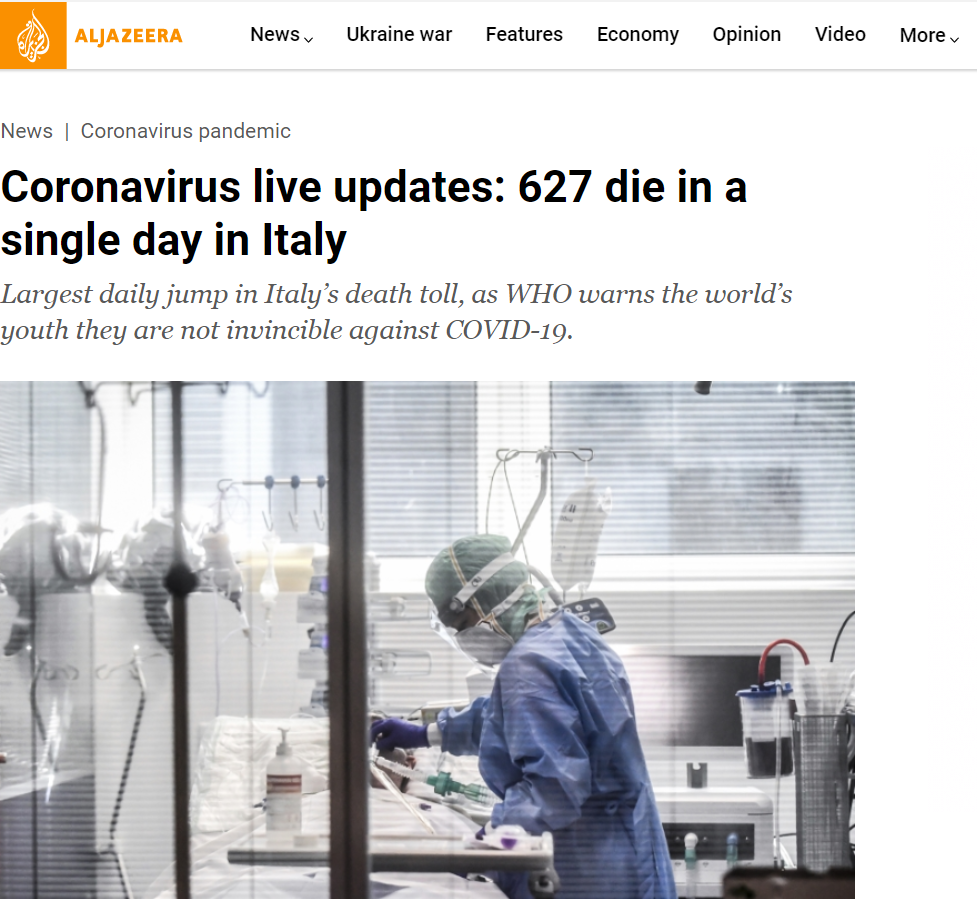 ALJAZEERA
News Ukraine war Features Economy Opinion Video More
News | Coronavirus pandemic
Coronavirus live updates: 627 die in a
single day in Italy
Largest daily jump in Italy’s death toll, as WHO warns the world’s
youth they are not invincible against COVID-19.